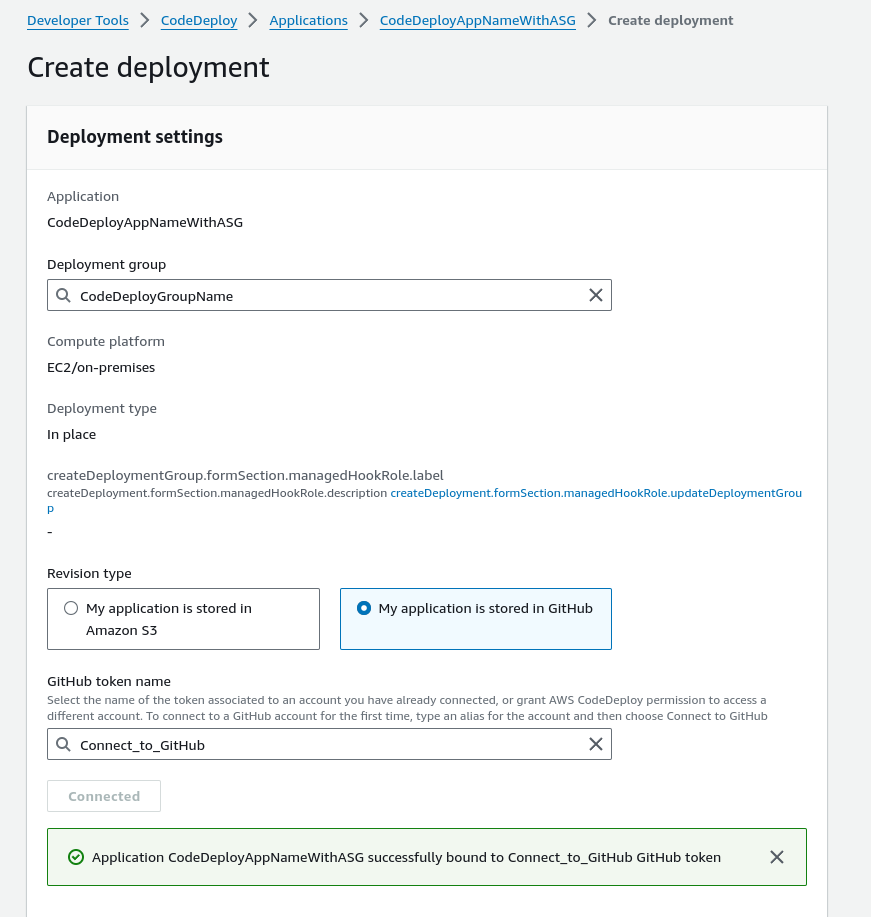 Developer Tools > CodeDeploy > Applications > CodeDeployAppNameWithASG > Create deployment
Create deployment
Deployment settings
Application
CodeDeployAppNameWithASG
Deployment group
CodeDeployGroupName
Compute platform
EC2/on-premises
Deployment type
In place
createDeploymentGroup.formSection.managedHookRole.label
createDeployment.formSection.managedHookRole.description createDeployment.formSection.managedHookRole.updateDeploymentGrou
p
-
Revision type
My application is stored in
Amazon S3
My application is stored in GitHub
GitHub token name
Select the name of the token associated to an account you have already connected, or grant AWS CodeDeploy permission to access a
different account. To connect to a GitHub account for the first time, type an alias for the account and then choose Connect to GitHub
Connect_to_GitHub
Connected
Application CodeDeployAppNameWithASG successfully bound to Connect_to_GitHub GitHub token